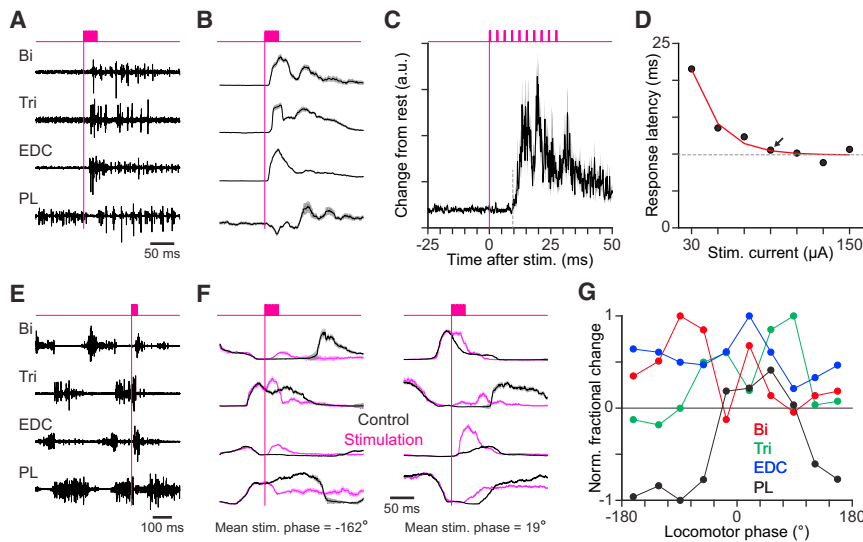 A
Bi
Tri
EDC
PL
50 ms
B
C
Change from rest (a.u.)
-25 0 25 50
Time after stim. (ms)
D
Response latency (ms)
25
15
5
30 150
Stim. current (µA)
E
Bi
Tri
EDC
PL
100 ms
F
Control
Stimulation
50 ms
Mean stim. phase = -162°
Mean stim. phase = 19°
G
Norm. fractional change
1
0
-1
Bi
Tri
EDC
PL
-180 0 180
Locomotor phase (°)